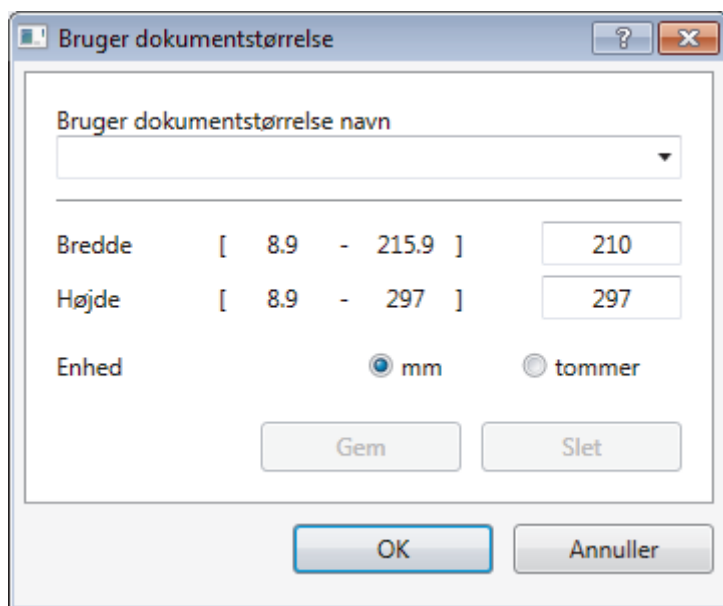 Bruger dokumentstørrelse
Bruger dokumentstørrelse navn
Bredde [ 8.9 - 215.9 ] 210
Højde [ 8.9 - 297 ] 297
Enhed mm tommer
Gem Slet
OK Annuller